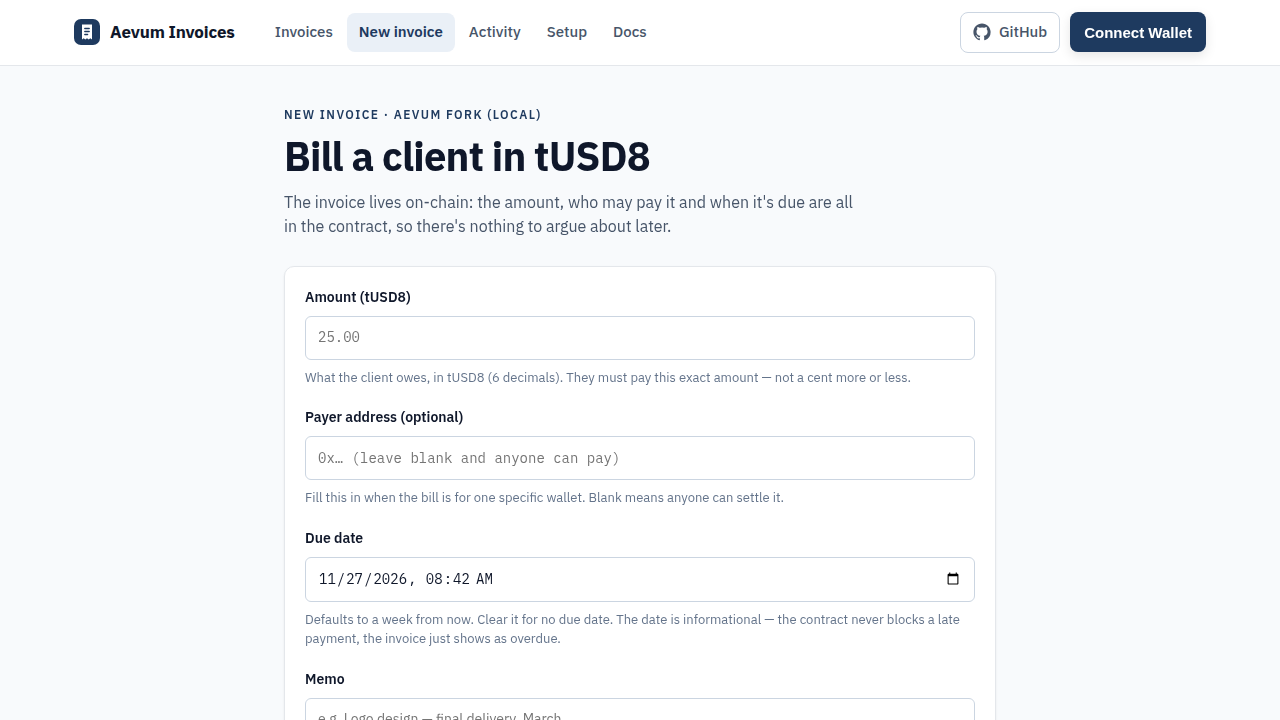 Aevum Invoices
Invoices
New invoice
Activity
Setup
Docs
GitHub
Connect Wallet
NEW INVOICE · AEVUM FORK (LOCAL)
Bill a client in tUSD8
The invoice lives on-chain: the amount, who may pay it and when it's due are all
in the contract, so there's nothing to argue about later.
Amount (tUSD8)
25.00
What the client owes, in tUSD8 (6 decimals). They must pay this exact amount — not a cent more or less.
Payer address (optional)
0x… (leave blank and anyone can pay)
Fill this in when the bill is for one specific wallet. Blank means anyone can settle it.
Due date
11/27/2026, 08:42 AM
Defaults to a week from now. Clear it for no due date. The date is informational — the contract never blocks a late
payment, the invoice just shows as overdue.
Memo
e.g. Logo design — final delivery, March